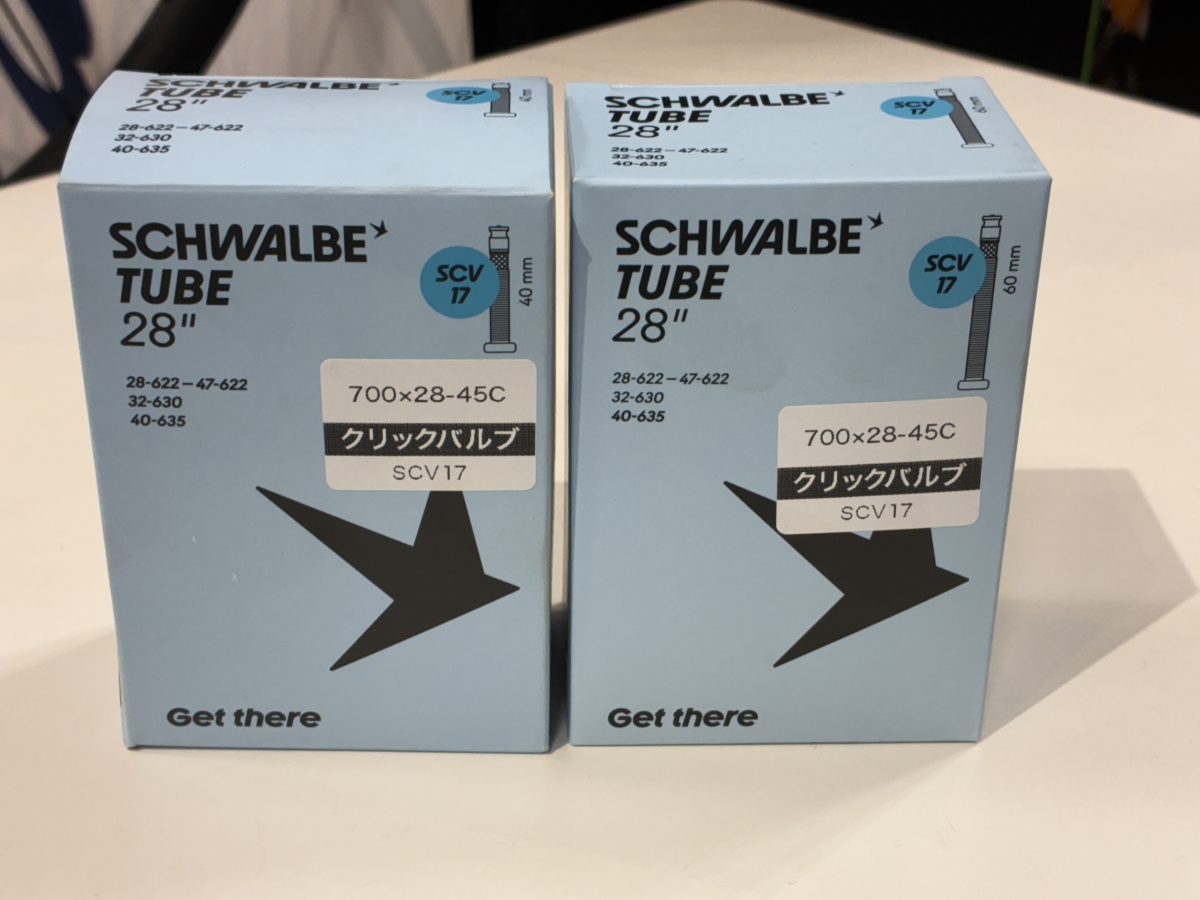 SCHWALBE
TUBE
28"
28-622 – 47-622
32-630
40-635
SCV
17
40 mm
SCHWALBE
TUBE
28"
SCV
17
40 mm
28-622 – 47-622
32-630
40-635
700×28-45C
クリックバルブ
SCV17
Get there
SCHWALBE
TUBE
28"
28-622 – 47-622
32-630
40-635
SCV
17
60 mm
SCHWALBE
TUBE
28"
SCV
17
60 mm
28-622 – 47-622
32-630
40-635
700×28-45C
クリックバルブ
SCV17
Get there